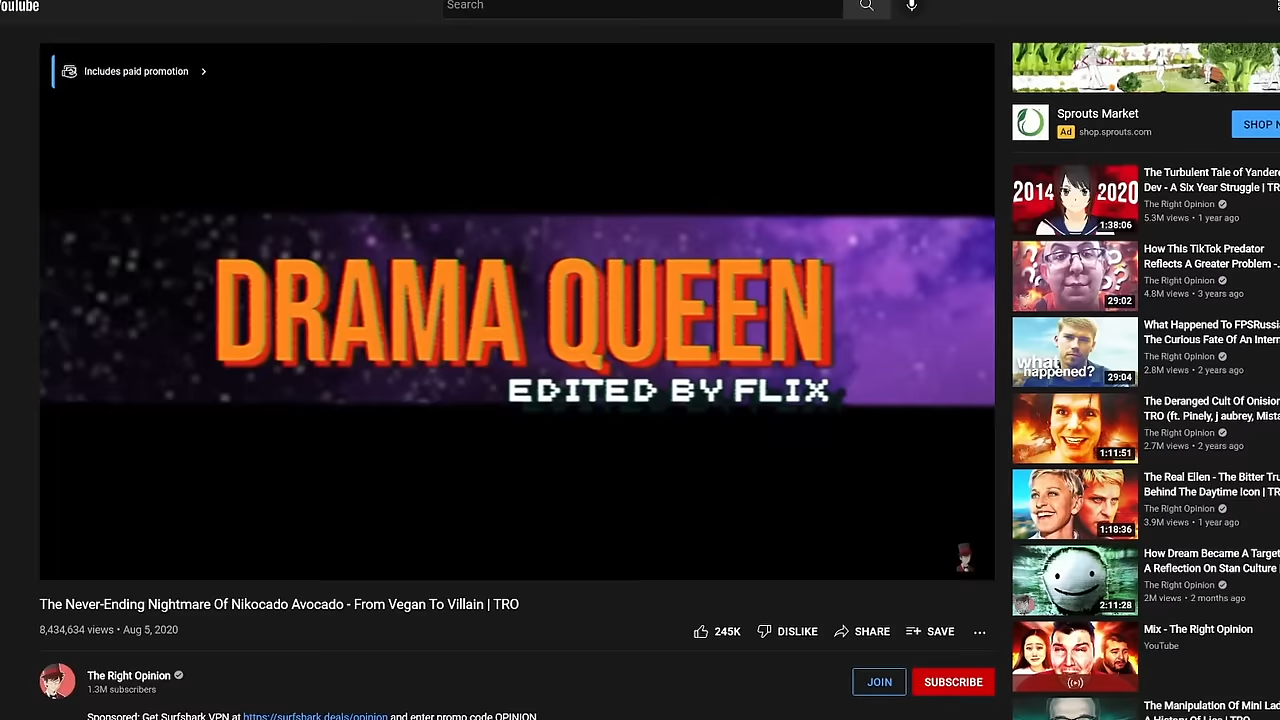 ouTube
Search
Includes paid promotion
DRAMA QUEEN
EDITED BY FLIX
The Never-Ending Nightmare Of Nikocado Avocado - From Vegan To Villain | TRO
8,434,634 views • Aug 5, 2020
245K
DISLIKE
SHARE
SAVE
The Right Opinion
1.3M subscribers
JOIN
SUBSCRIBE
Sponsored: Get Surfshark VPN at https://surfshark.deals/opinion and enter promo code OPINION
Sprouts Market
Ad shop.sprouts.com
SHOP N
2014 2020
1:38:06
The Turbulent Tale of Yandere
Dev - A Six Year Struggle | TR
The Right Opinion
5.3M views • 1 year ago
29:02
How This TikTok Predator
Reflects A Greater Problem -
The Right Opinion
4.8M views • 3 years ago
what
happened?
29:04
What Happened To FPSRussia
The Curious Fate Of An Intern
The Right Opinion
2.8M views • 2 years ago
1:11:51
The Deranged Cult Of Onision
TRO (ft. Pinely, j aubrey, Mista
The Right Opinion
2.7M views • 2 years ago
1:18:36
The Real Ellen - The Bitter Tru
Behind The Daytime Icon | TR
The Right Opinion
3.9M views • 1 year ago
2:11:28
How Dream Became A Target
A Reflection On Stan Culture
The Right Opinion
2M views • 2 months ago
Mix - The Right Opinion
YouTube
The Manipulation Of Mini Lad
A History Of Lies | TRO